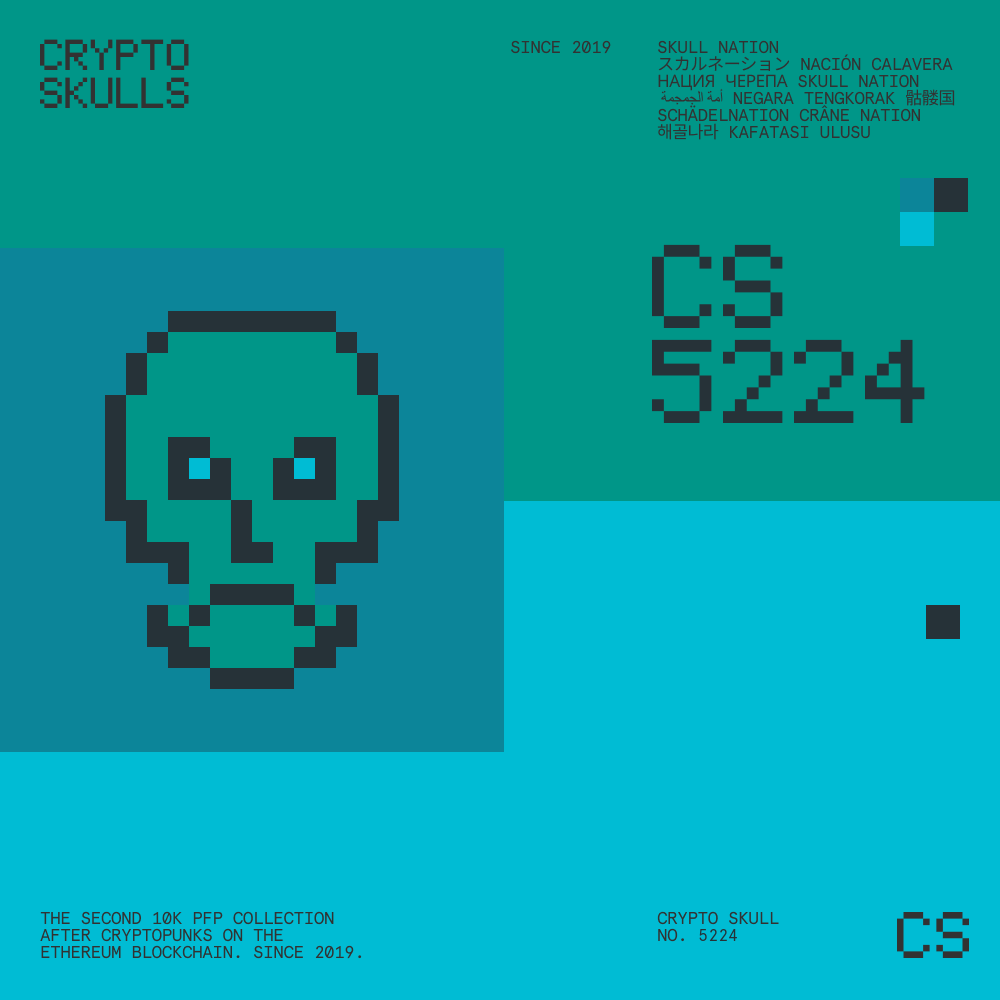 CRYPTO
SKULLS
SINCE 2019
SKULL NATION
スカルネーション NACIÓN CALAVERA
НАЦИЯ ЧЕРЕПА SKULL NATION
أمة الجمجمة NEGARA TENGKORAK 骷髅国
SCHÄDELNATION CRÂNE NATION
해골나라 KAFATASI ULUSU
CS
5224
THE SECOND 10K PFP COLLECTION
AFTER CRYPTOPUNKS ON THE
ETHEREUM BLOCKCHAIN. SINCE 2019.
CRYPTO SKULL
NO. 5224
CS